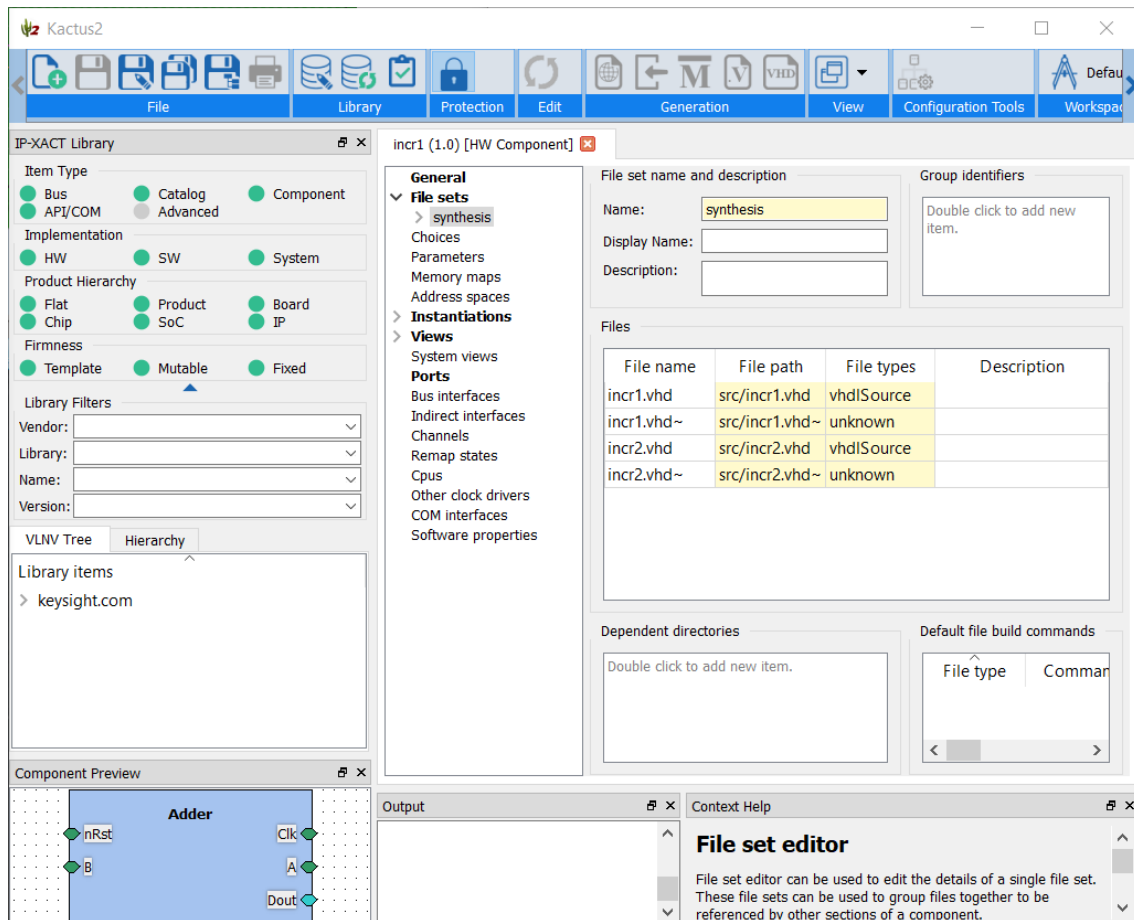 Kactus2
File
Library
Protection
Edit
Generation
View
Configuration Tools
Workspac
M
.V
VHD
Defau
IP-XACT Library
Item Type
Bus Catalog Component
API/COM Advanced
Implementation
HW SW System
Product Hierarchy
Flat Product Board
Chip SoC IP
Firmness
Template Mutable Fixed
Library Filters
Vendor:
Library:
Name:
Version:
VLNV Tree Hierarchy
Library items
keysight.com
Component Preview
Adder
nRst Clk
B A
Dout
incr1 (1.0) [HW Component]
General
File sets
synthesis
Choices
Parameters
Memory maps
Address spaces
Instantiations
Views
System views
Ports
Bus interfaces
Indirect interfaces
Channels
Remap states
Cpus
Other clock drivers
COM interfaces
Software properties
File set name and description
Name: synthesis
Display Name:
Description:
Group identifiers
Double click to add new
item.
Files
File name File path File types Description
incr1.vhd src/incr1.vhd vhdlSource
incr1.vhd~ src/incr1.vhd~ unknown
incr2.vhd src/incr2.vhd vhdlSource
incr2.vhd~ src/incr2.vhd~ unknown
Dependent directories
Double click to add new item.
Default file build commands
File type Comman
Output
Context Help
File set editor
File set editor can be used to edit the details of a single file set.
These file sets can be used to group files together to be
referenced by other sections of a component.